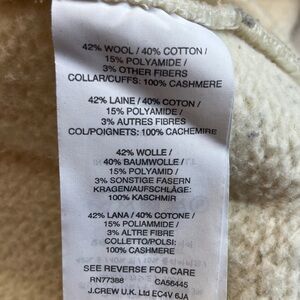 42% WOOL / 40% COTTON /
15% POLYAMIDE /
3% OTHER FIBERS
COLLAR/CUFFS: 100% CASHMERE
42% LAINE / 40% COTON /
15% POLYAMIDE /
3% AUTRES FIBRES
COL/POIGNETS: 100% CACHEMIRE
42% WOLLE /
40% BAUMWOLLE /
15% POLYAMID /
3% SONSTIGE FASERN
KRAGEN/AUFSCHLÄGE:
100% KASCHMIR
42% LANA / 40% COTONE /
15% POLIAMMIDE /
3% ALTRE FIBRE
COLLETTO/POLSI:
100% CASHMERE
SEE REVERSE FOR CARE
RN77388 CA56445
J.CREW U.K. Ltd EC4V 6JA